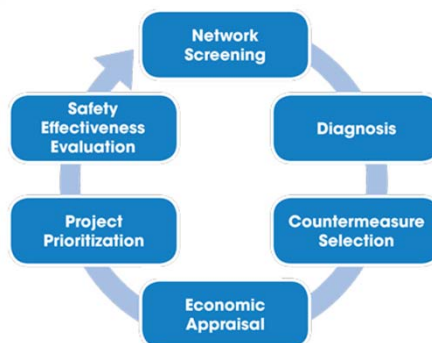 Network
Screening
Diagnosis
Countermeasure
Selection
Economic
Appraisal
Project
Prioritization
Safety
Effectiveness
Evaluation